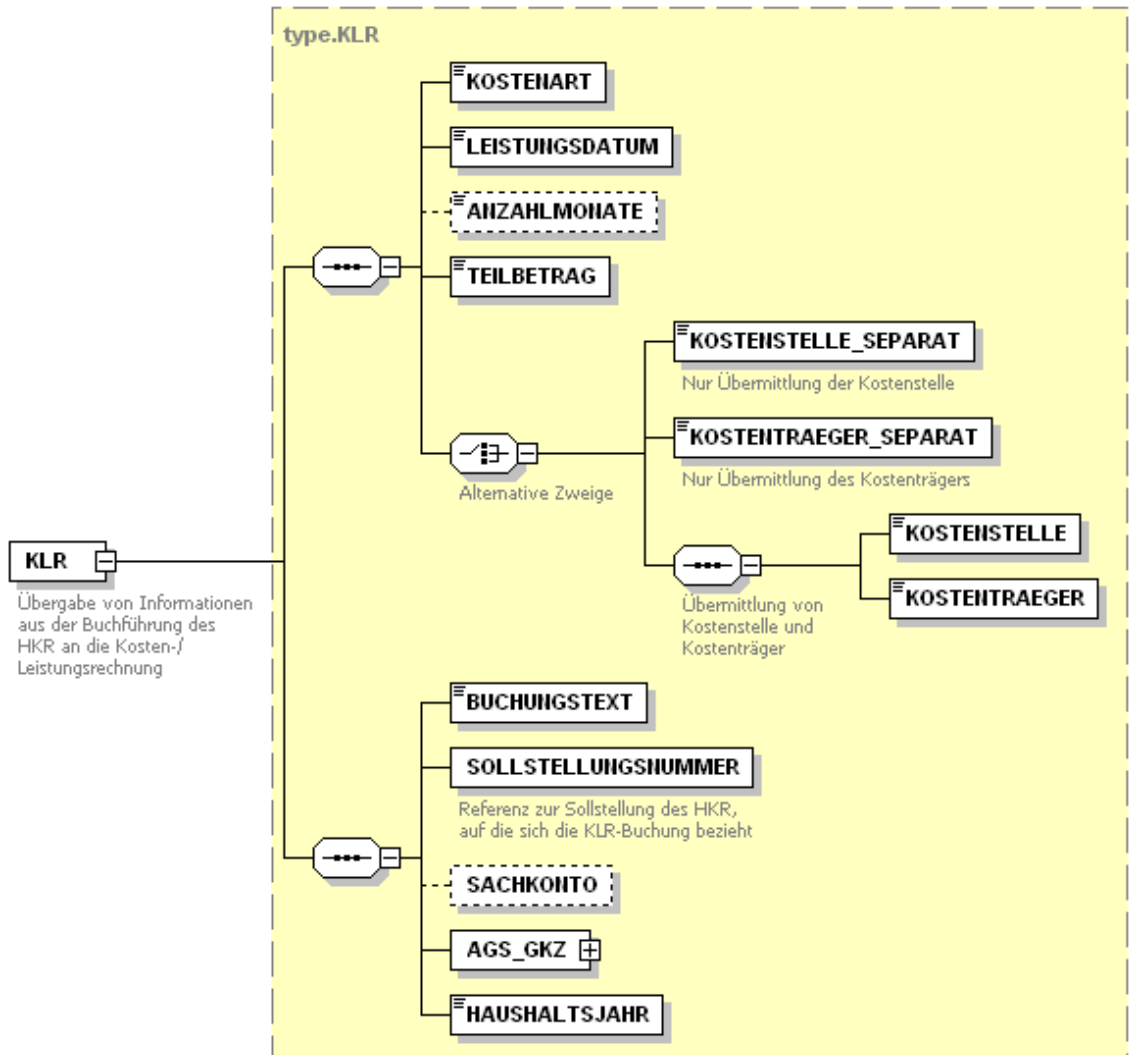 type.KLR
KOSTENART
LEISTUNGSDATUM
ANZAHLMONATE
TEILBETRAG
KOSTENSTELLE_SEPARAT
Nur Übermittlung der Kostenstelle
KOSTENTRAEGER_SEPARAT
Nur Übermittlung des Kostenträgers
Alternative Zweige
KOSTENSTELLE
KOSTENTRAEGER
Übermittlung von
Kostenstelle und
Kostenträger
KLR
Übergabe von Informationen
aus der Buchführung des
HKR an die Kosten-/
Leistungsrechnung
BUCHUNGSTEXT
SOLLSTELLUNGSNUMMER
Referenz zur Sollstellung des HKR,
auf die sich die KLR-Buchung bezieht
SACHKONTO
AGS_GKZ
HAUSHALTSJAHR